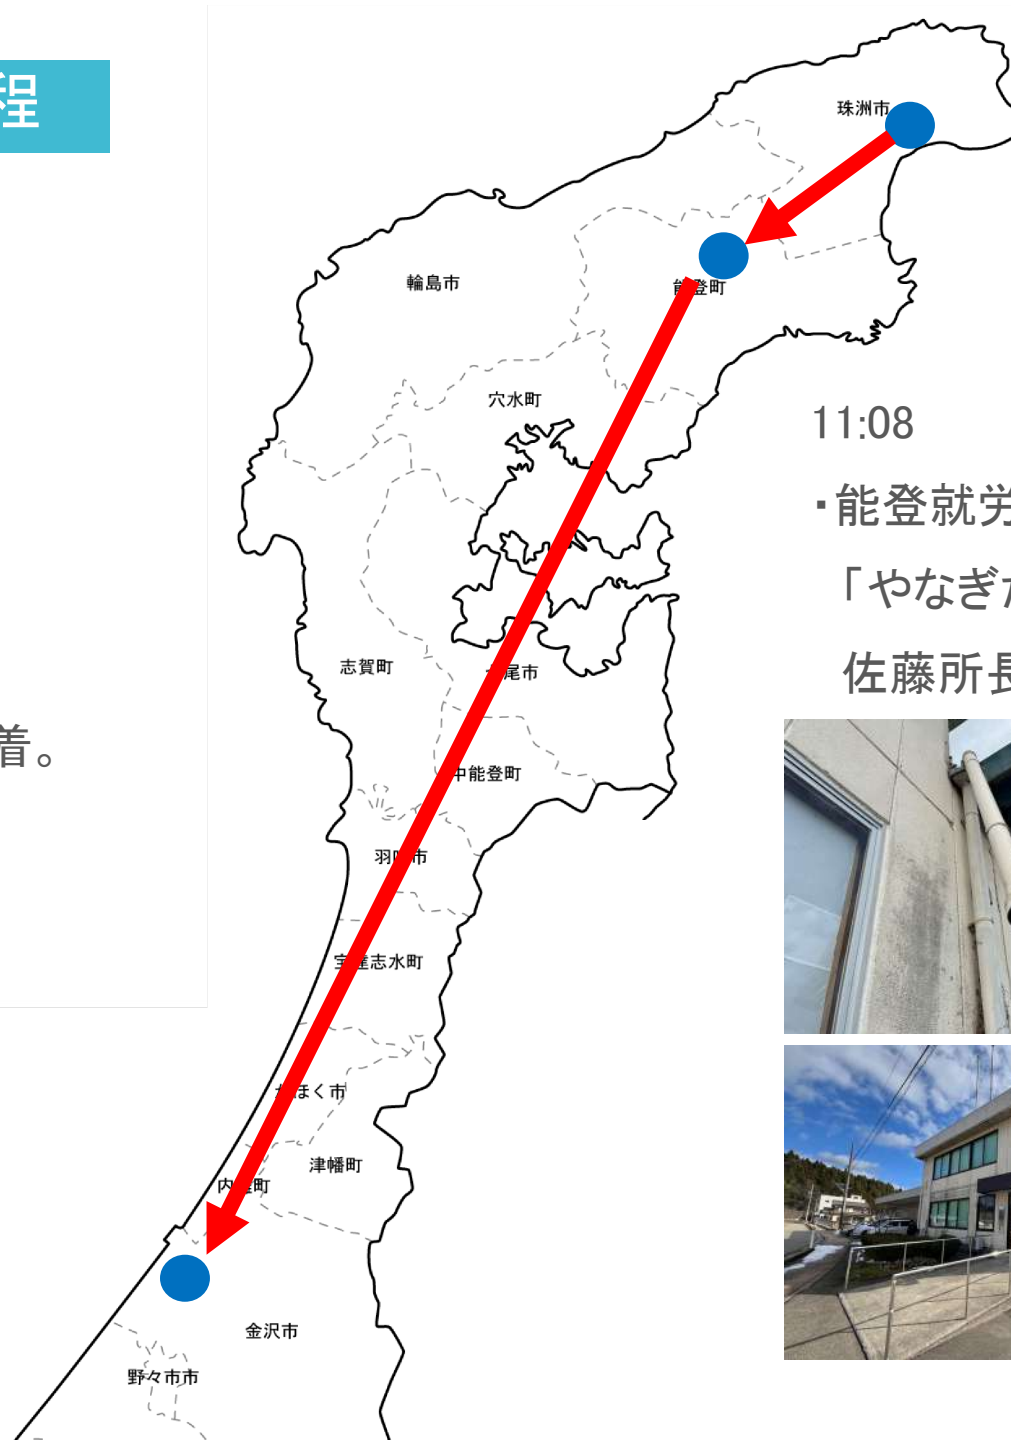 程
着。
珠洲市
輪島市
能登町
穴水町
志賀町
七尾市
中能登町
羽咋市
宝達志水町
かほく市
津幡町
内灘町
金沢市
野々市市
11:08
・能登就労
「やなぎだ
佐藤所長